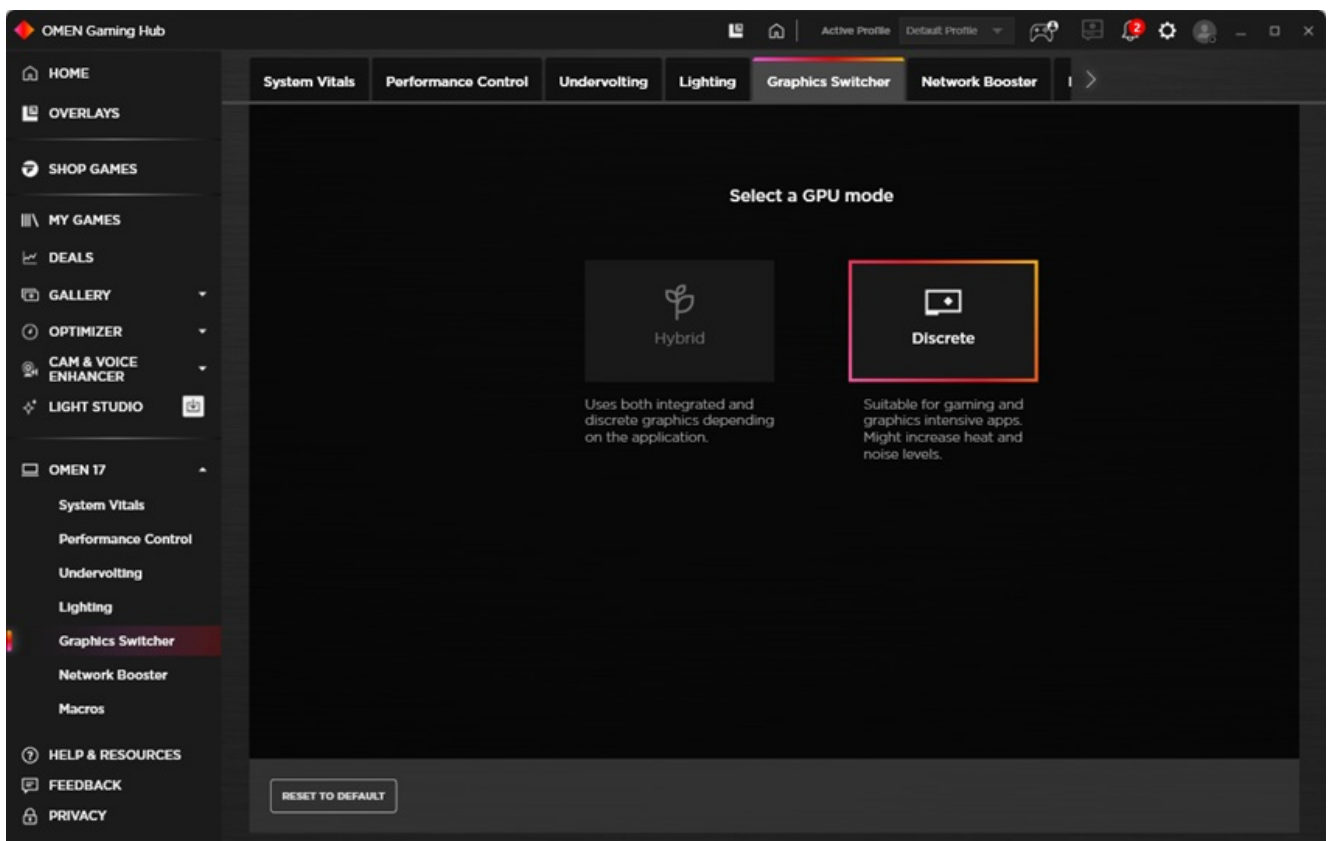 OMEN Gaming Hub
Active Profile
Default Profile
2
HOME
OVERLAYS
SHOP GAMES
MY GAMES
DEALS
GALLERY
OPTIMIZER
CAM & VOICE
ENHANCER
LIGHT STUDIO
OMEN 17
System Vitals
Performance Control
Undervolting
Lighting
Graphics Switcher
Network Booster
Macros
HELP & RESOURCES
FEEDBACK
PRIVACY
System Vitals
Performance Control
Undervolting
Lighting
Graphics Switcher
Network Booster
Select a GPU mode
Hybrid
Uses both integrated and
discrete graphics depending
on the application.
Discrete
Suitable for gaming and
graphics intensive apps.
Might increase heat and
noise levels.
RESET TO DEFAULT